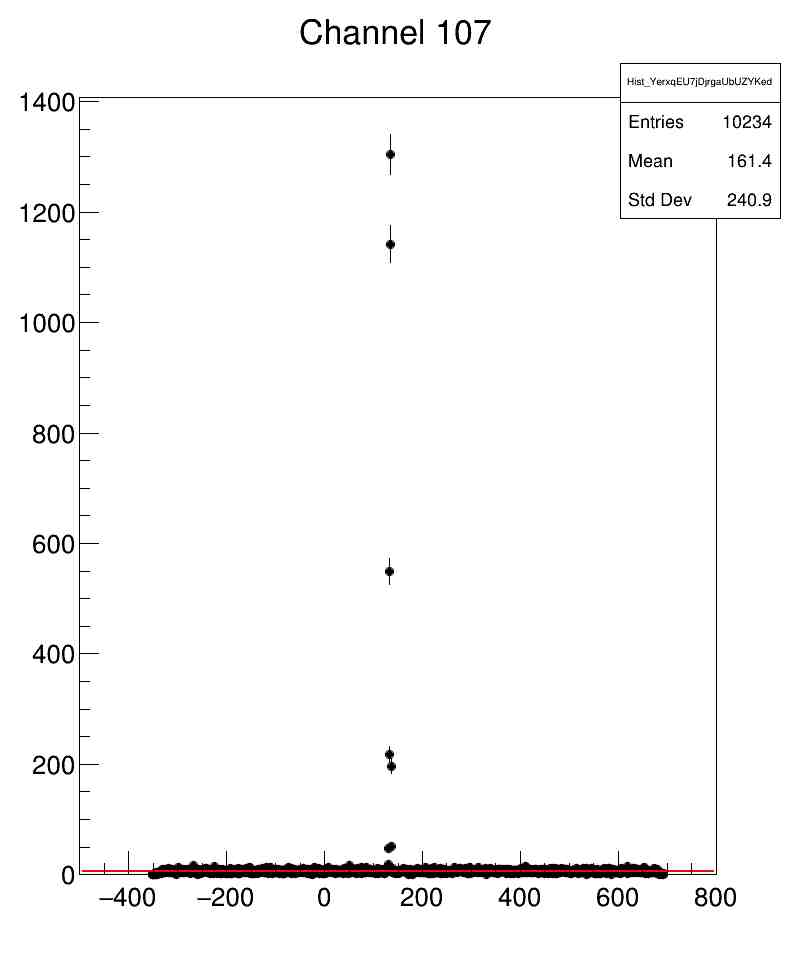 Channel 107
Hist_YerxqEU7jDjrgaUbUZYKed
Entries 10234
Mean 161.4
Std Dev 240.9
1400
1200
1000
800
600
400
200
0
−400 −200 0 200 400 600 800